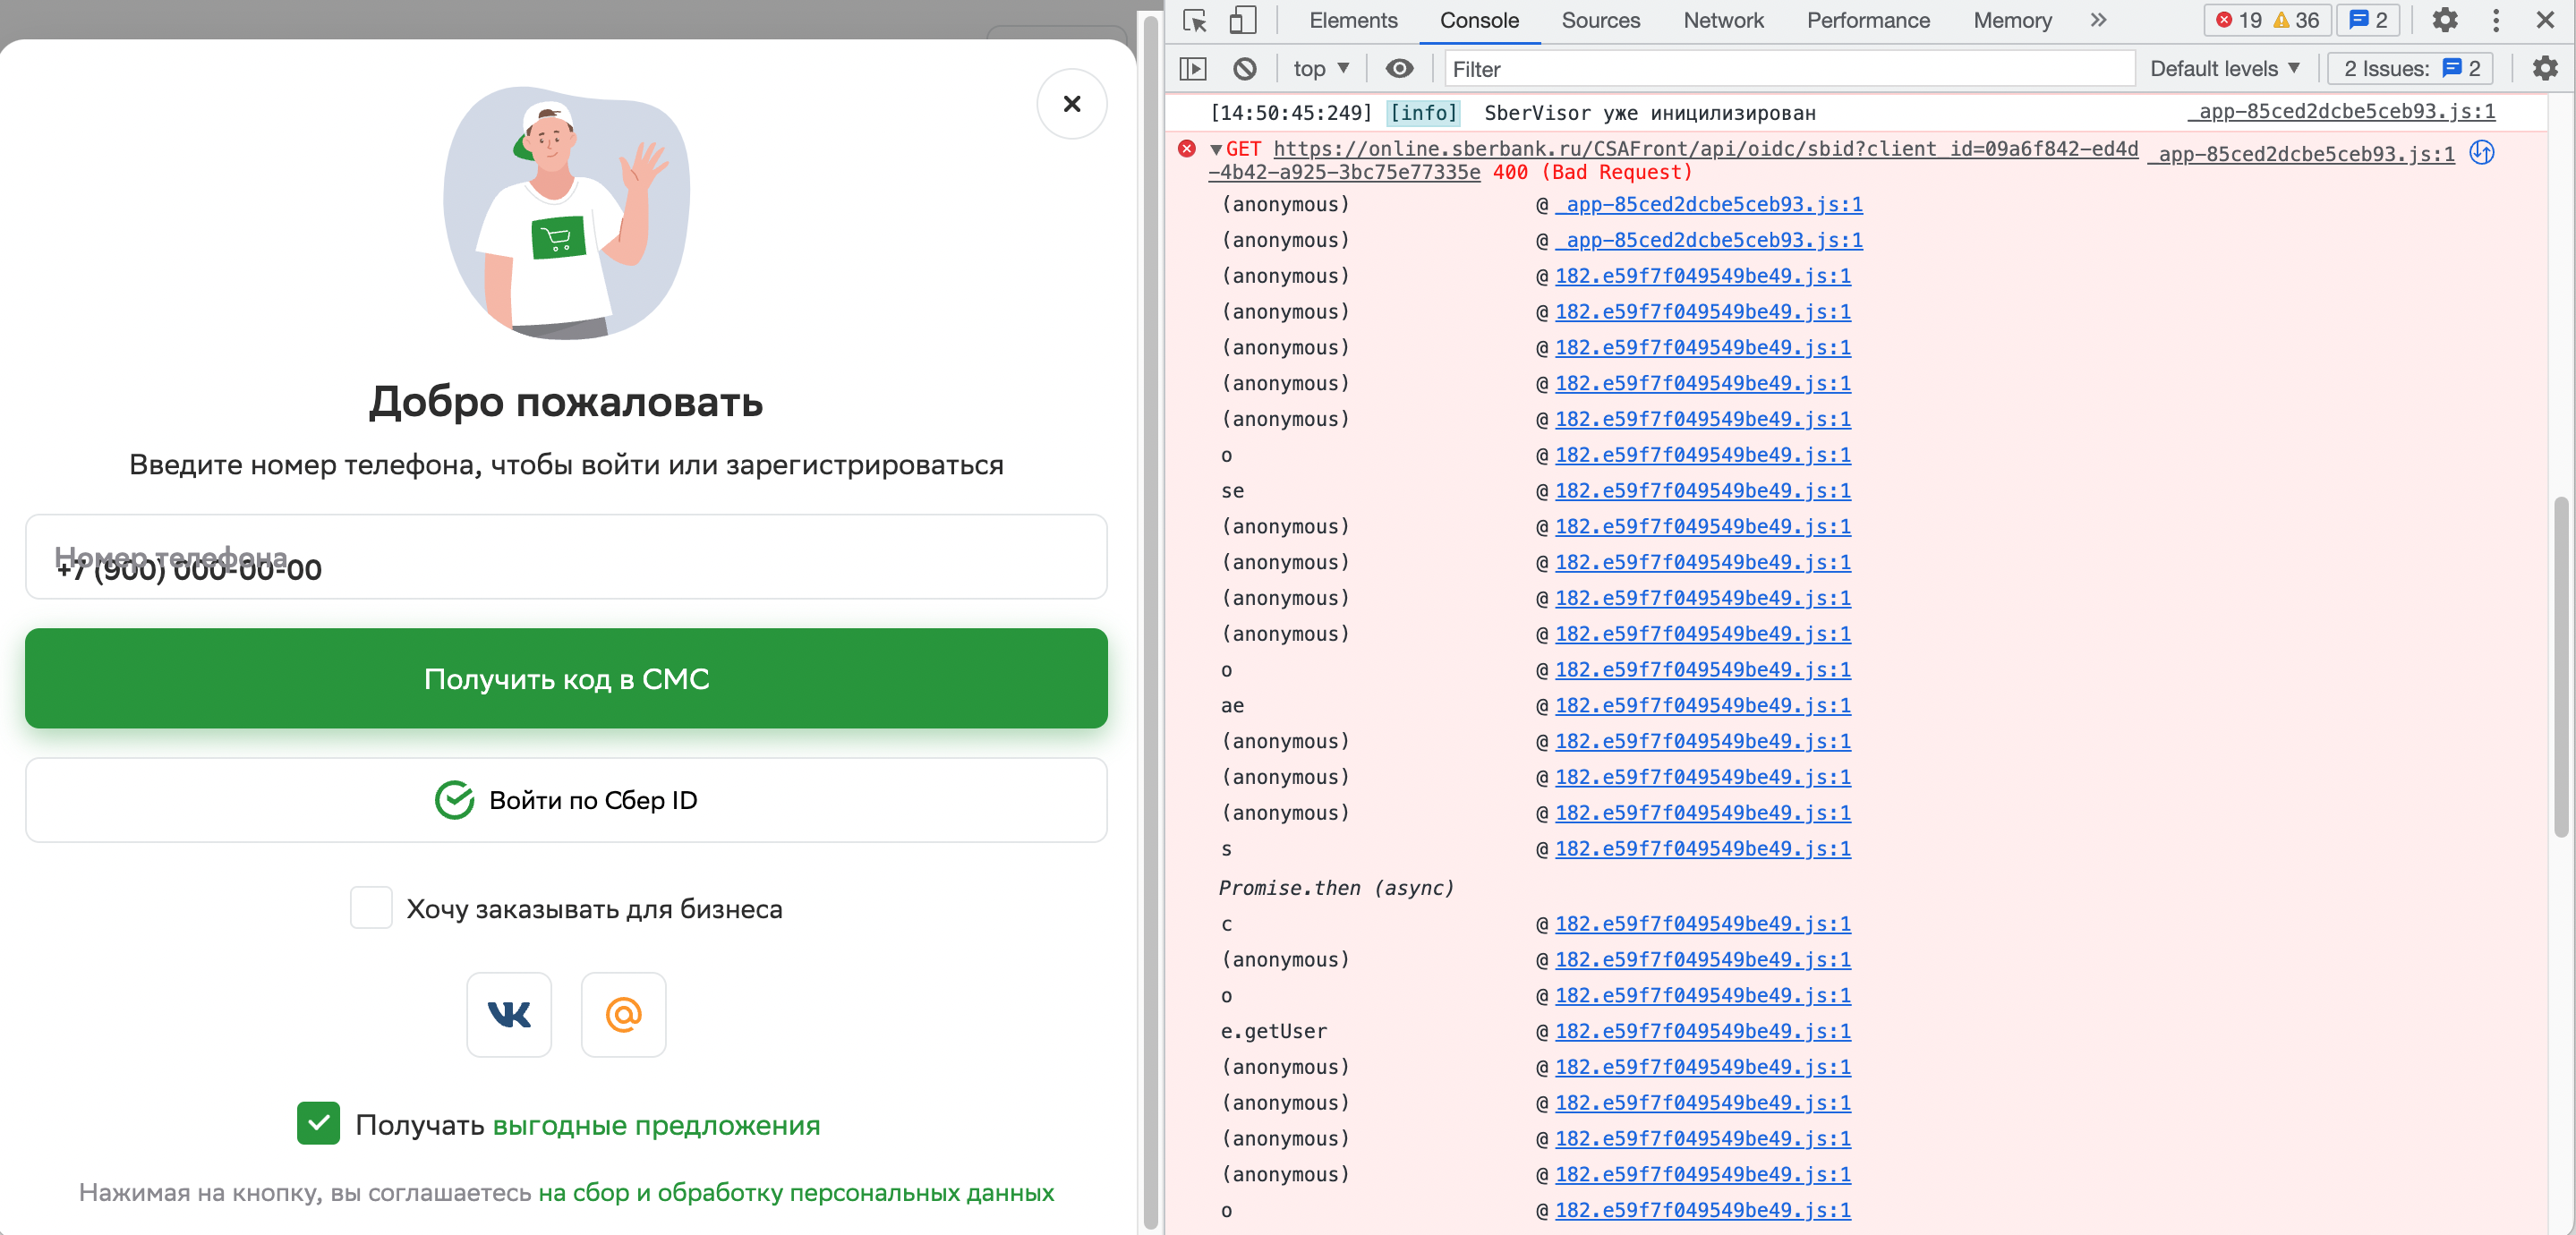 Добро пожаловать
Введите номер телефона, чтобы войти или зарегистрироваться
Номер телефона
+7 (900) 000-00-00
Получить код в СМС
Войти по Сбер ID
Хочу заказывать для бизнеса
Получать выгодные предложения
Нажимая на кнопку, вы соглашаетесь на сбор и обработку персональных данных
Elements Console Sources Network Performance Memory 19 36 2
top Filter Default levels 2 Issues: 2
[14:50:45:249] [info] SberVisor уже иницилизирован _app-85ced2dcbe5ceb93.js:1
GET https://online.sberbank.ru/CSAFront/api/oidc/sbid?client_id=09a6f842-ed4d _app-85ced2dcbe5ceb93.js:1
-4b42-a925-3bc75e77335e 400 (Bad Request)
(anonymous) @ _app-85ced2dcbe5ceb93.js:1
(anonymous) @ _app-85ced2dcbe5ceb93.js:1
(anonymous) @ 182.e59f7f049549be49.js:1
(anonymous) @ 182.e59f7f049549be49.js:1
(anonymous) @ 182.e59f7f049549be49.js:1
(anonymous) @ 182.e59f7f049549be49.js:1
(anonymous) @ 182.e59f7f049549be49.js:1
o @ 182.e59f7f049549be49.js:1
se @ 182.e59f7f049549be49.js:1
(anonymous) @ 182.e59f7f049549be49.js:1
(anonymous) @ 182.e59f7f049549be49.js:1
(anonymous) @ 182.e59f7f049549be49.js:1
(anonymous) @ 182.e59f7f049549be49.js:1
o @ 182.e59f7f049549be49.js:1
ae @ 182.e59f7f049549be49.js:1
(anonymous) @ 182.e59f7f049549be49.js:1
(anonymous) @ 182.e59f7f049549be49.js:1
(anonymous) @ 182.e59f7f049549be49.js:1
s @ 182.e59f7f049549be49.js:1
Promise.then (async)
c @ 182.e59f7f049549be49.js:1
(anonymous) @ 182.e59f7f049549be49.js:1
o @ 182.e59f7f049549be49.js:1
e.getUser @ 182.e59f7f049549be49.js:1
(anonymous) @ 182.e59f7f049549be49.js:1
(anonymous) @ 182.e59f7f049549be49.js:1
(anonymous) @ 182.e59f7f049549be49.js:1
(anonymous) @ 182.e59f7f049549be49.js:1
o @ 182.e59f7f049549be49.js:1